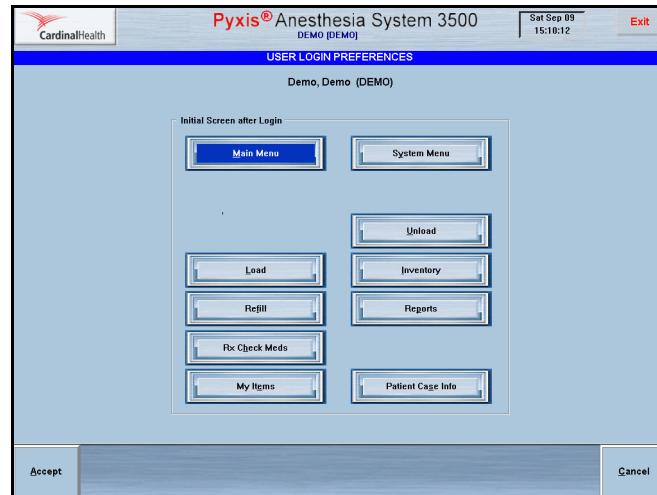 CardinalHealth
Pyxis® Anesthesia System 3500
DEMO [DEMO]
Sat Sep 09
15:10:12
Exit
USER LOGIN PREFERENCES
Demo, Demo (DEMO)
Initial Screen after Login
Main Menu
System Menu
Unload
Load
Inventory
Refill
Reports
Rx Check Meds
My Items
Patient Case Info
Accept
Cancel